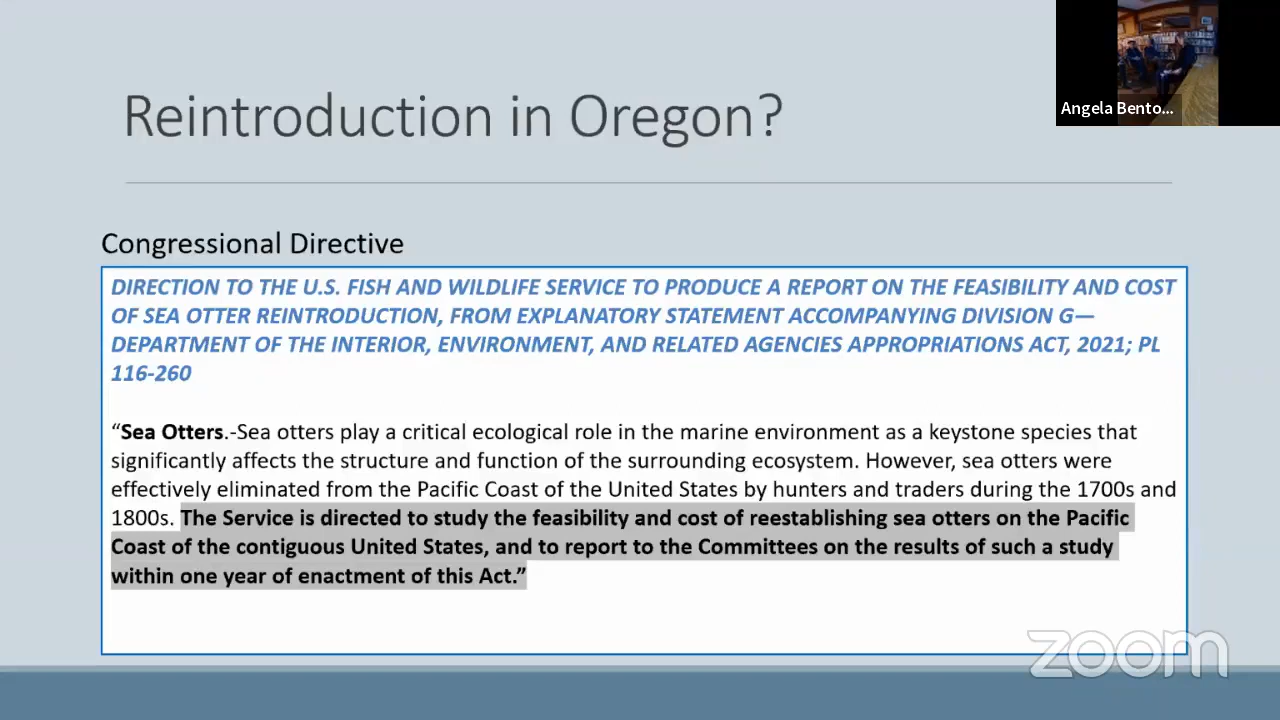 Reintroduction in Oregon?
Angela Bento...
Congressional Directive
DIRECTION TO THE U.S. FISH AND WILDLIFE SERVICE TO PRODUCE A REPORT ON THE FEASIBILITY AND COST
OF SEA OTTER REINTRODUCTION, FROM EXPLANATORY STATEMENT ACCOMPANYING DIVISION G—
DEPARTMENT OF THE INTERIOR, ENVIRONMENT, AND RELATED AGENCIES APPROPRIATIONS ACT, 2021; PL
116-260
“Sea Otters.-Sea otters play a critical ecological role in the marine environment as a keystone species that
significantly affects the structure and function of the surrounding ecosystem. However, sea otters were
effectively eliminated from the Pacific Coast of the United States by hunters and traders during the 1700s and
1800s. The Service is directed to study the feasibility and cost of reestablishing sea otters on the Pacific
Coast of the contiguous United States, and to report to the Committees on the results of such a study
within one year of enactment of this Act.”
zoom